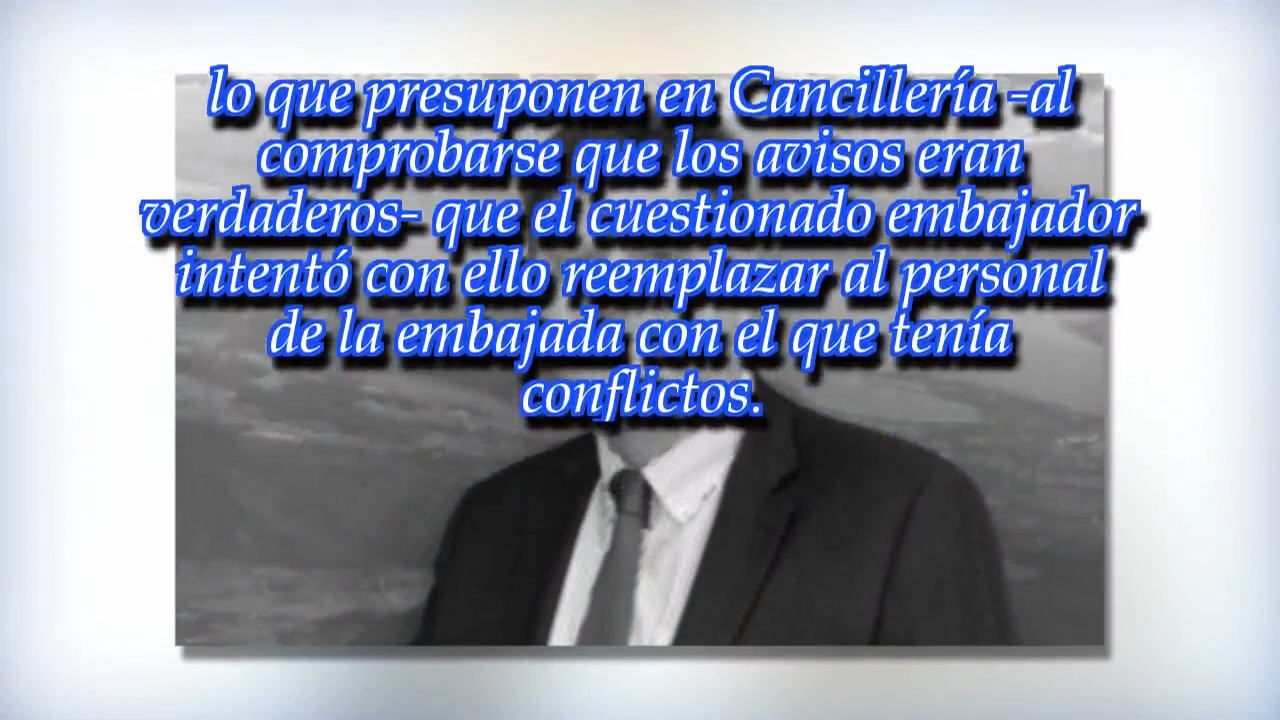 lo que presuponen en Cancillería -al
comprobarse que los avisos eran
verdaderos- que el cuestionado embajador
intentó con ello reemplazar al personal
de la embajada con el que tenía
conflictos.